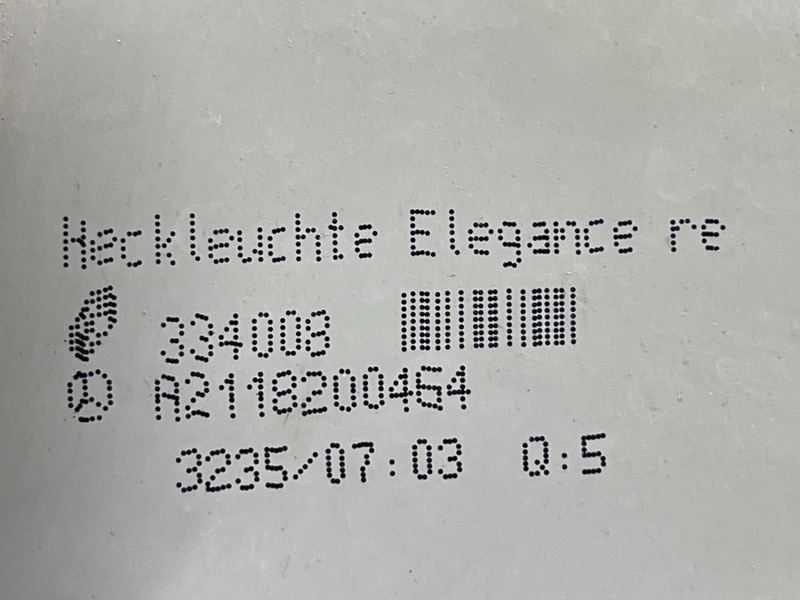 Heckleuchte Elegance re
334008
A2118200464
3235/07:03 Q:5